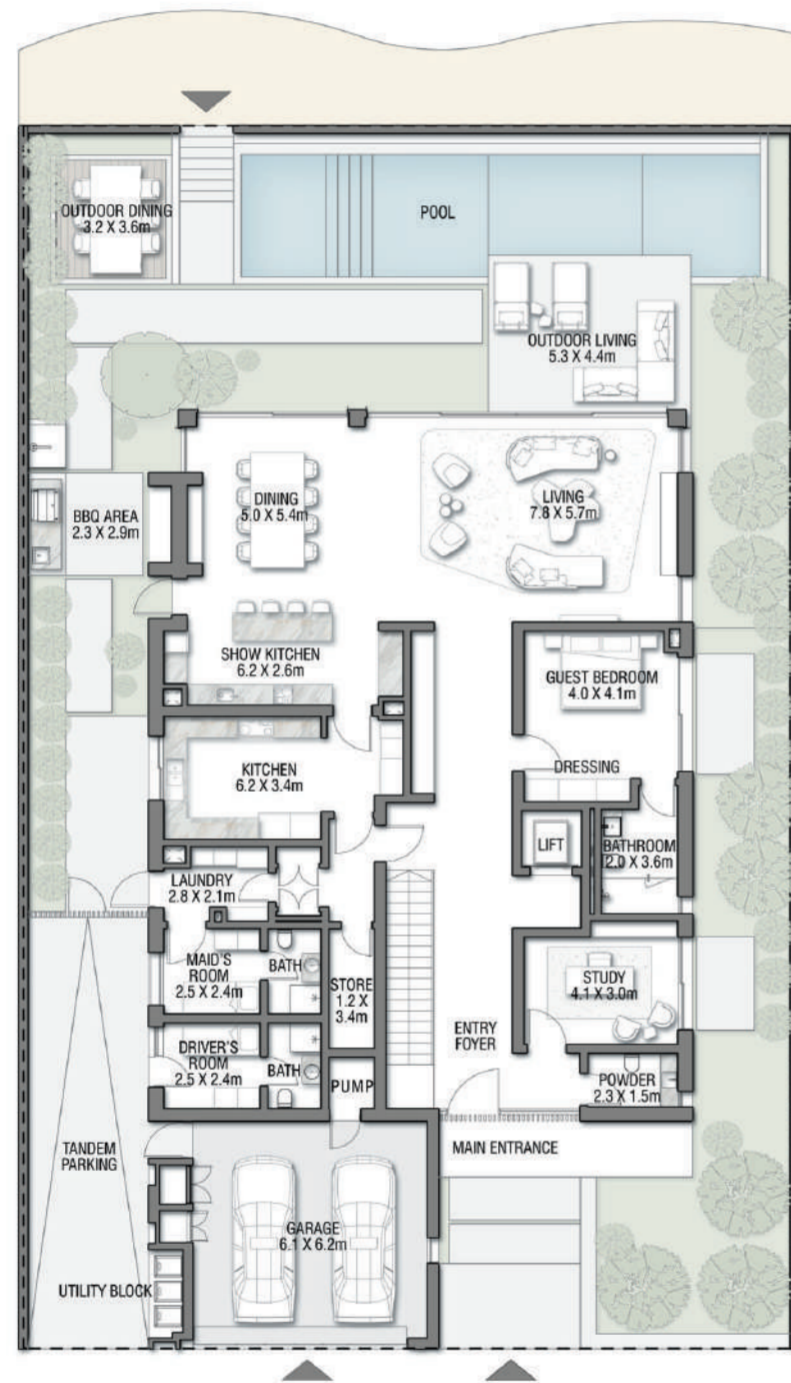 POOL
OUTDOOR DINING
3.2 X 3.6m
OUTDOOR LIVING
5.3 X 4.4m
DINING
5.0 X 5.4m
LIVING
7.8 X 5.7m
BBQ AREA
2.3 X 2.9m
SHOW KITCHEN
6.2 X 2.6m
GUEST BEDROOM
4.0 X 4.1m
KITCHEN
6.2 X 3.4m
DRESSING
LIFT
BATHROOM
2.0 X 3.6m
LAUNDRY
2.8 X 2.1m
MAID'S
ROOM
2.5 X 2.4m
BATH
STORE
1.2 X
3.4m
STUDY
4.1 X 3.0m
ENTRY
FOYER
DRIVER'S
ROOM
2.5 X 2.4m
BATH
PUMP
POWDER
2.3 X 1.5m
TANDEM
PARKING
MAIN ENTRANCE
GARAGE
6.1 X 6.2m
UTILITY BLOCK